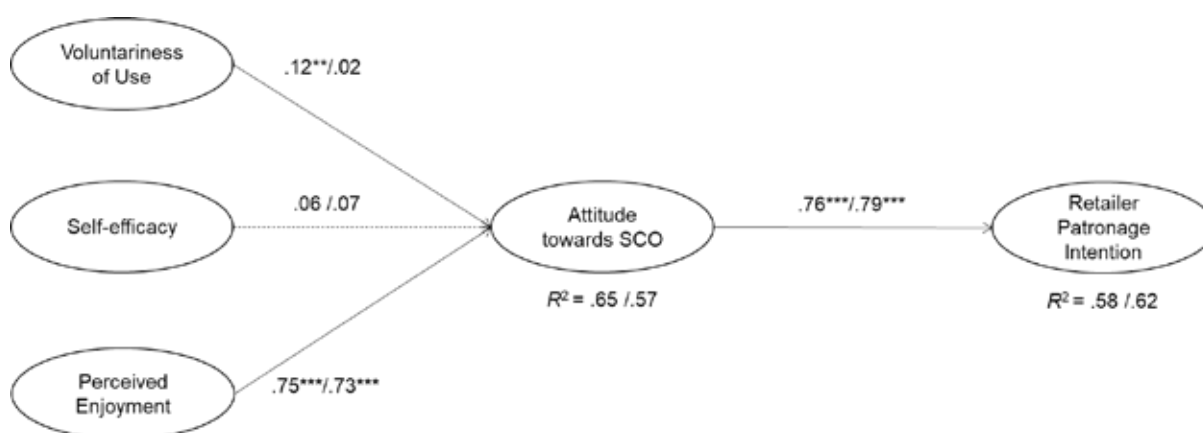 Voluntariness
of Use
.12**/.02
Self-efficacy
.06 /.07
Perceived
Enjoyment
.75***/.73***
Attitude
towards SCO
R² = .65 /.57
.76***/.79***
Retailer
Patronage
Intention
R² = .58 /.62